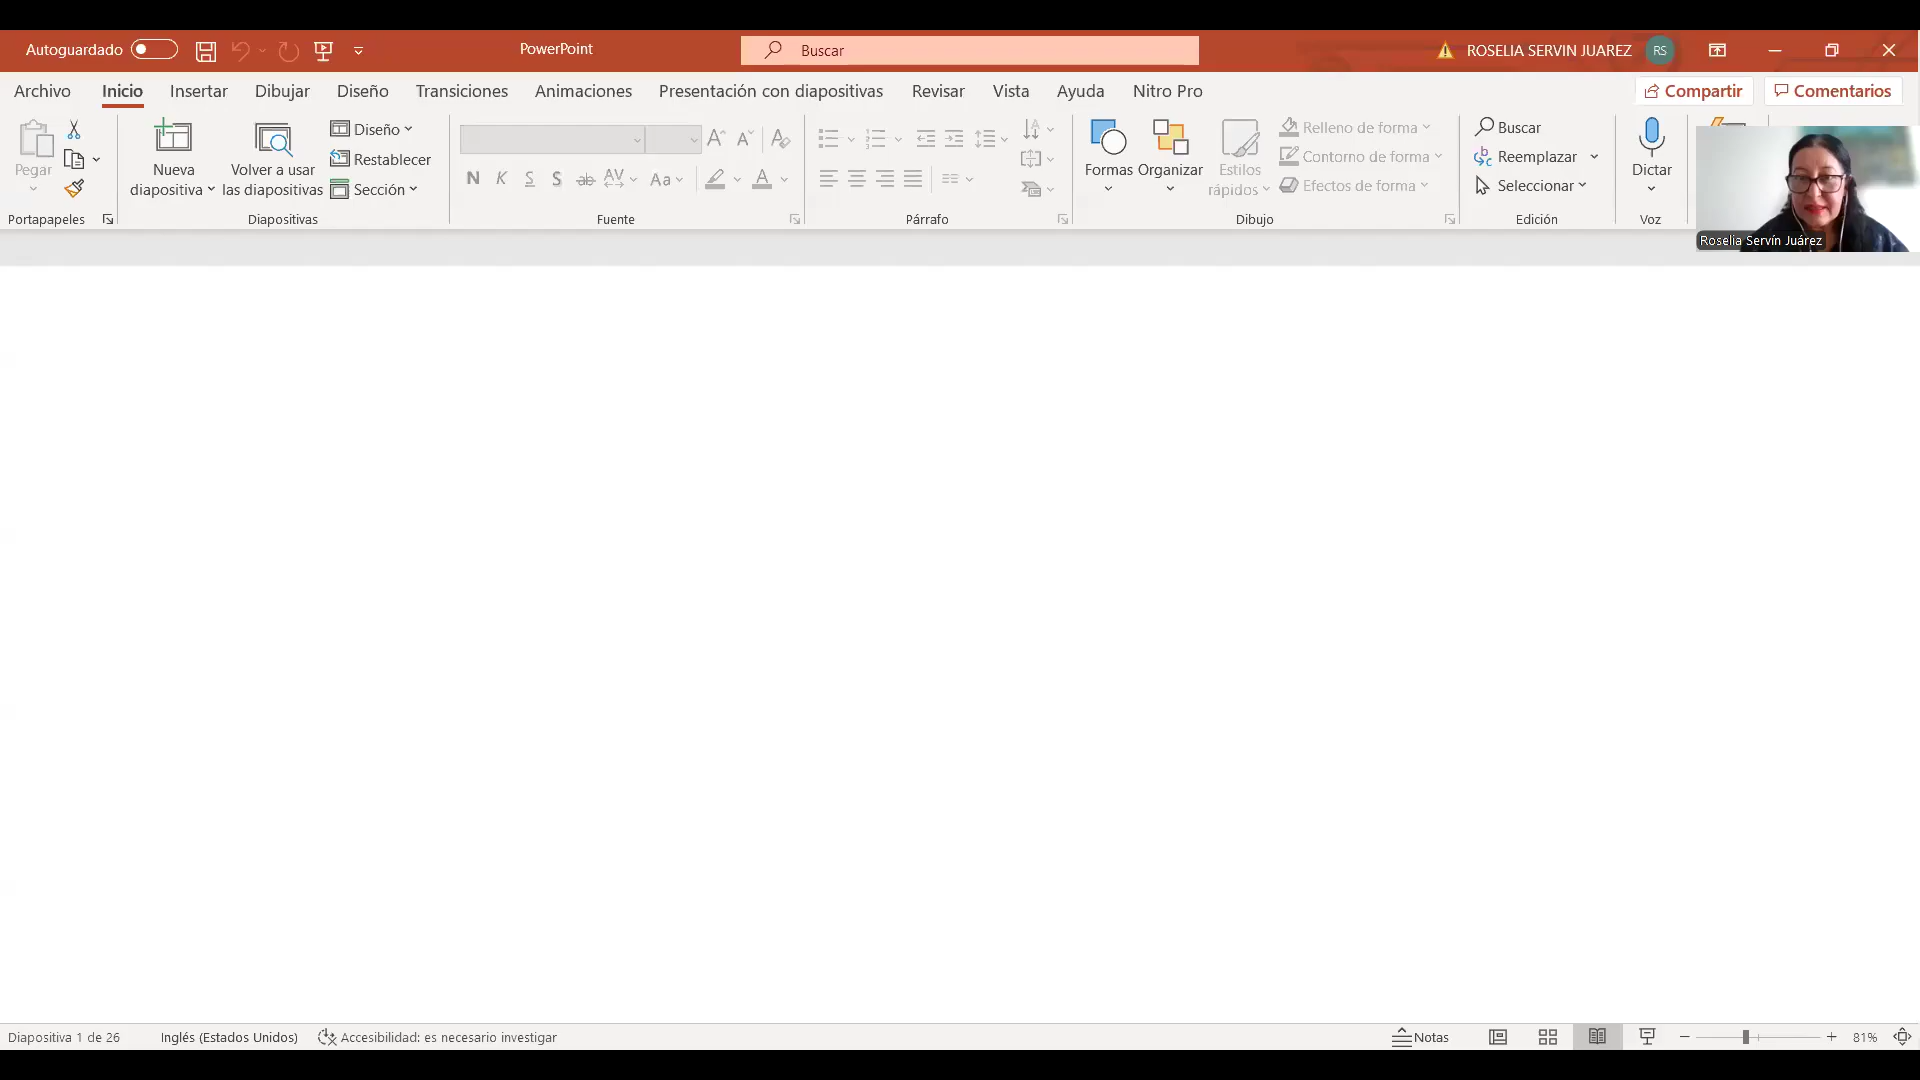 Autoguardado PowerPoint Buscar ROSELIA SERVIN JUAREZ RS
Archivo Inicio Insertar Dibujar Diseño Transiciones Animaciones Presentación con diapositivas Revisar Vista Ayuda Nitro Pro Compartir Comentarios
Pegar
Nueva diapositiva
Volver a usar las diapositivas
Diseño
Restablecer
Sección
N K S S ab AV Aa A
Formas
Organizar
Estilos rápidos
Relleno de forma
Contorno de forma
Efectos de forma
Buscar
Reemplazar
Seleccionar
Dictar
Portapapeles Diapositivas Fuente Párrafo Dibujo Edición Voz
Roselia Servín Juárez
Diapositiva 1 de 26 Inglés (Estados Unidos) Accesibilidad: es necesario investigar Notas 81%